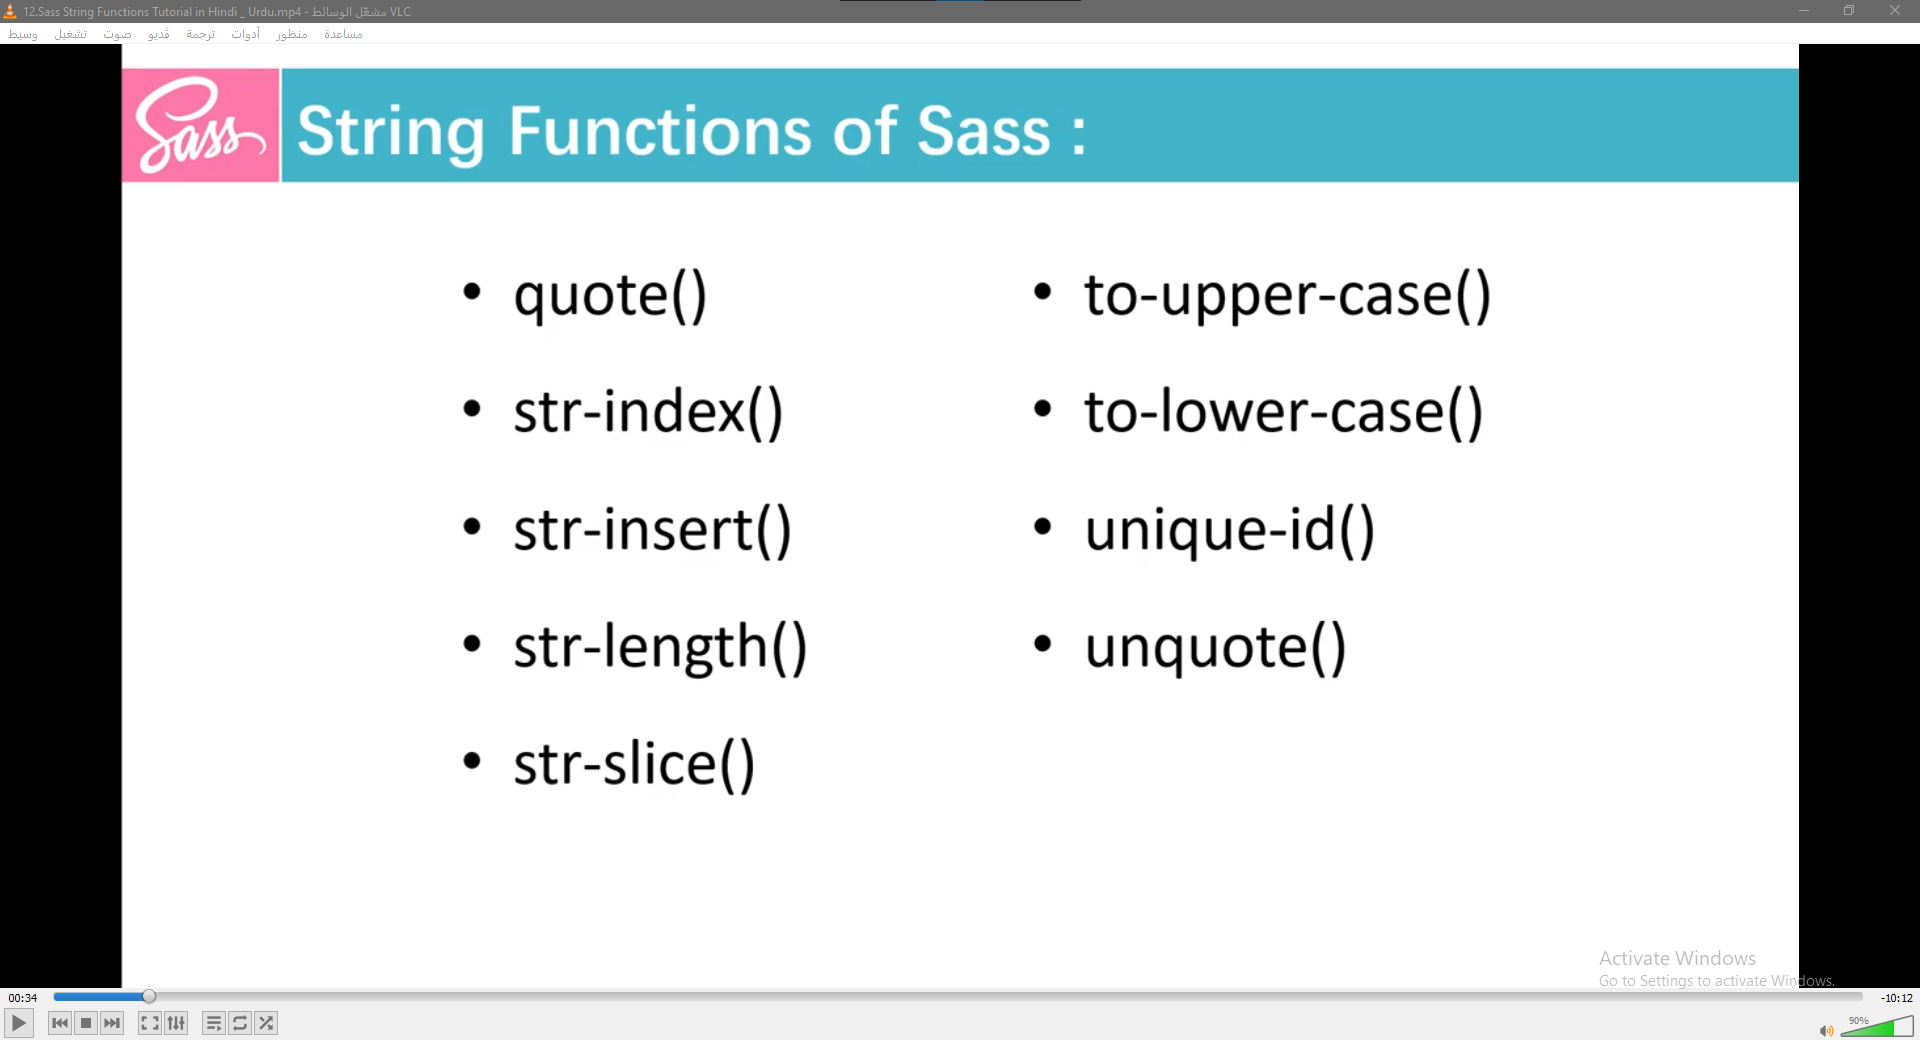 12.Sass String Functions Tutorial in Hindi _ Urdu.mp4 - مشغّل الوسائط VLC
وسيط تشغيل صوت ڤديو ترجمة أدوات منظور مساعدة
Sass
String Functions of Sass :
• quote()
• str-index()
• str-insert()
• str-length()
• str-slice()
• to-upper-case()
• to-lower-case()
• unique-id()
• unquote()
Activate Windows
Go to Settings to activate Windows.
00:34
-10:12
90%